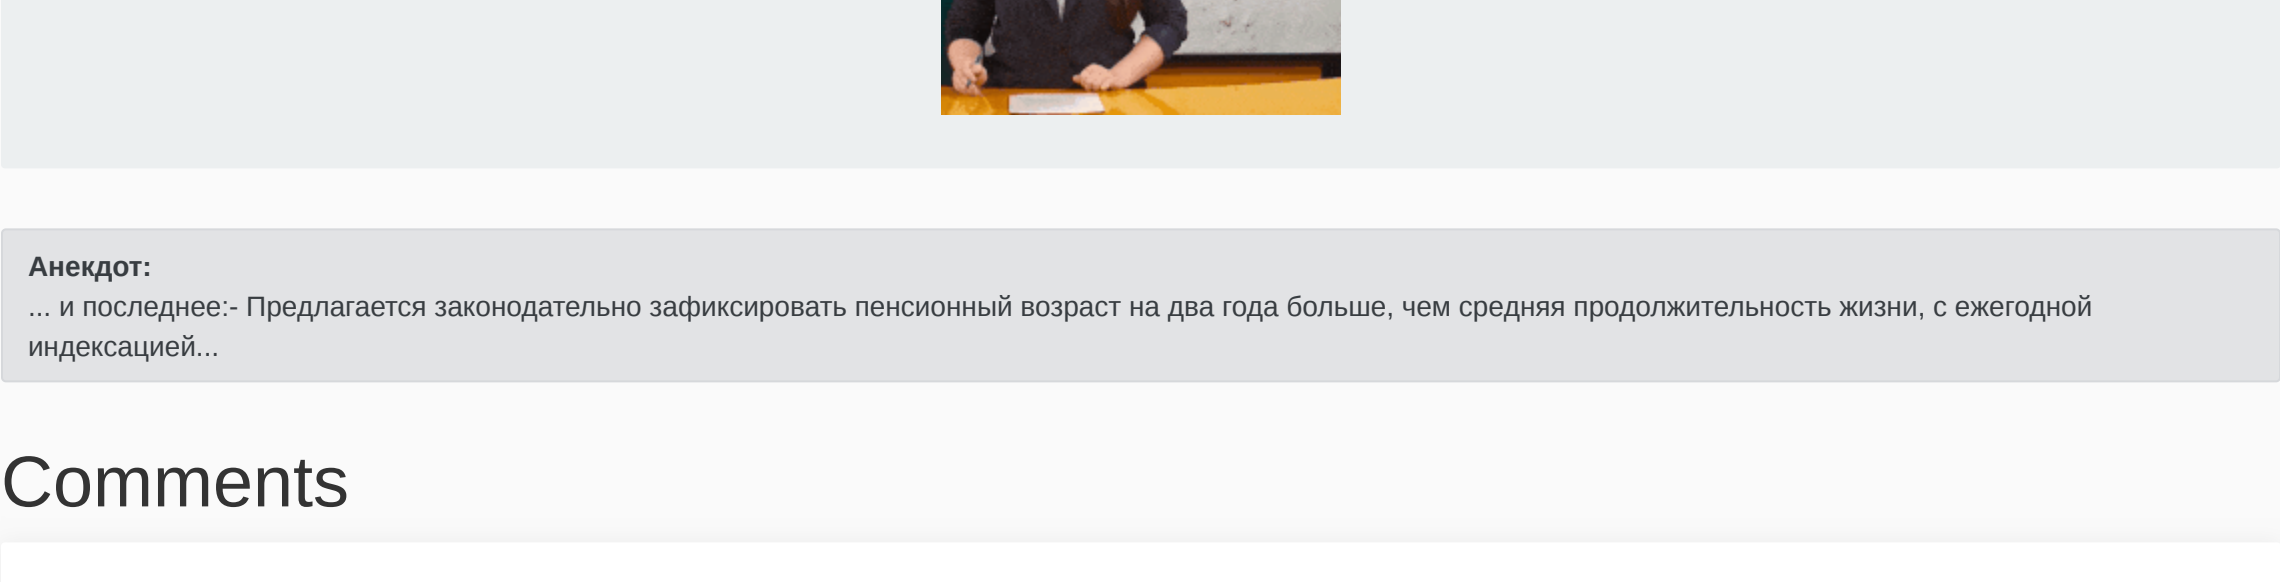 Анекдот:
... и последнее:- Предлагается законодательно зафиксировать пенсионный возраст на два года больше, чем средняя продолжительность жизни, с ежегодной
индексацией...
Comments